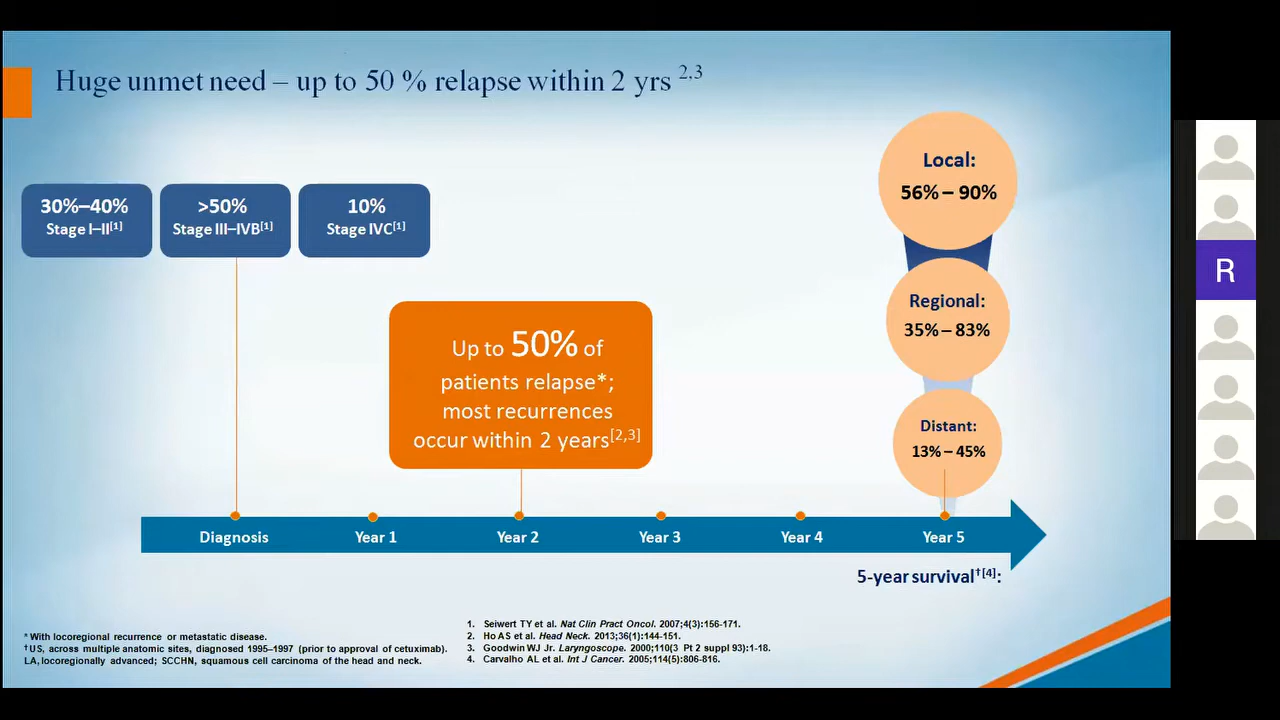 Huge unmet need – up to 50 % relapse within 2 yrs 2,3
30%–40%
Stage I–II[1]
>50%
Stage III–IVB[1]
10%
Stage IVC[1]
Up to 50% of
patients relapse*;
most recurrences
occur within 2 years[2,3]
Local:
56% – 90%
Regional:
35% – 83%
Distant:
13% – 45%
Diagnosis
Year 1
Year 2
Year 3
Year 4
Year 5
5-year survival†[4]:
* With locoregional recurrence or metastatic disease.
†US, across multiple anatomic sites, diagnosed 1995–1997 (prior to approval of cetuximab).
LA, locoregionally advanced; SCCHN, squamous cell carcinoma of the head and neck.
1. Seiwert TY et al. Nat Clin Pract Oncol. 2007;4(3):156-171.
2. Ho AS et al. Head Neck. 2013;36(1):144-151.
3. Goodwin WJ Jr. Laryngoscope. 2000;110(3 Pt 2 suppl 93):1-18.
4. Carvalho AL et al. Int J Cancer. 2005;114(5):806-816.
R